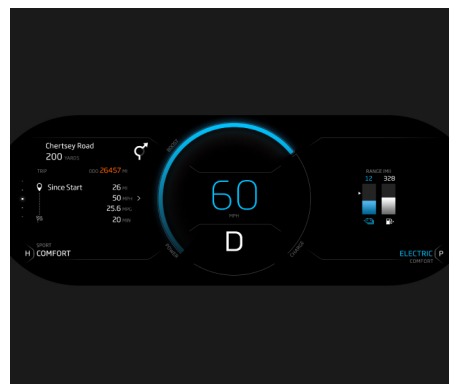 Chertsey Road
200 YARDS
TRIP ODO 26457 MI
Since Start 26 MI
50 MPH
25.6 MPG
20 MIN
SPORT
H COMFORT
BOOST
POWER
CHARGE
60
MPH
D
RANGE (MI)
12 328
ELECTRIC P
COMFORT